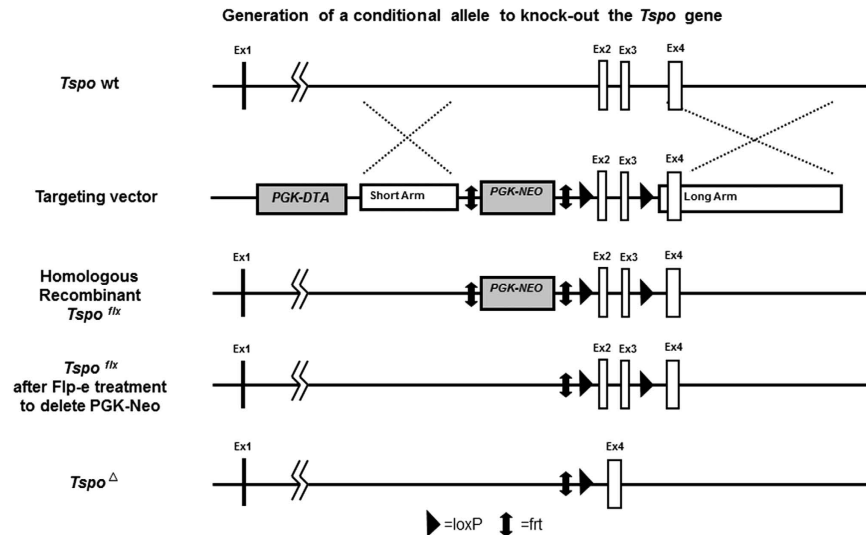 Generation of a conditional allele to knock-out the Tspo gene
Ex1
Ex2 Ex3
Ex4
Tspo wt
Targeting vector
PGK-DTA
Short Arm
PGK-NEO
Ex2 Ex3
Ex4
Long Arm
Homologous
Recombinant
Tspo flx
Ex1
PGK-NEO
Ex2 Ex3
Ex4
Tspo flx
after Flp-e treatment
to delete PGK-Neo
Ex1
Ex2 Ex3
Ex4
Tspo △
Ex1
Ex4
=loxP =frt